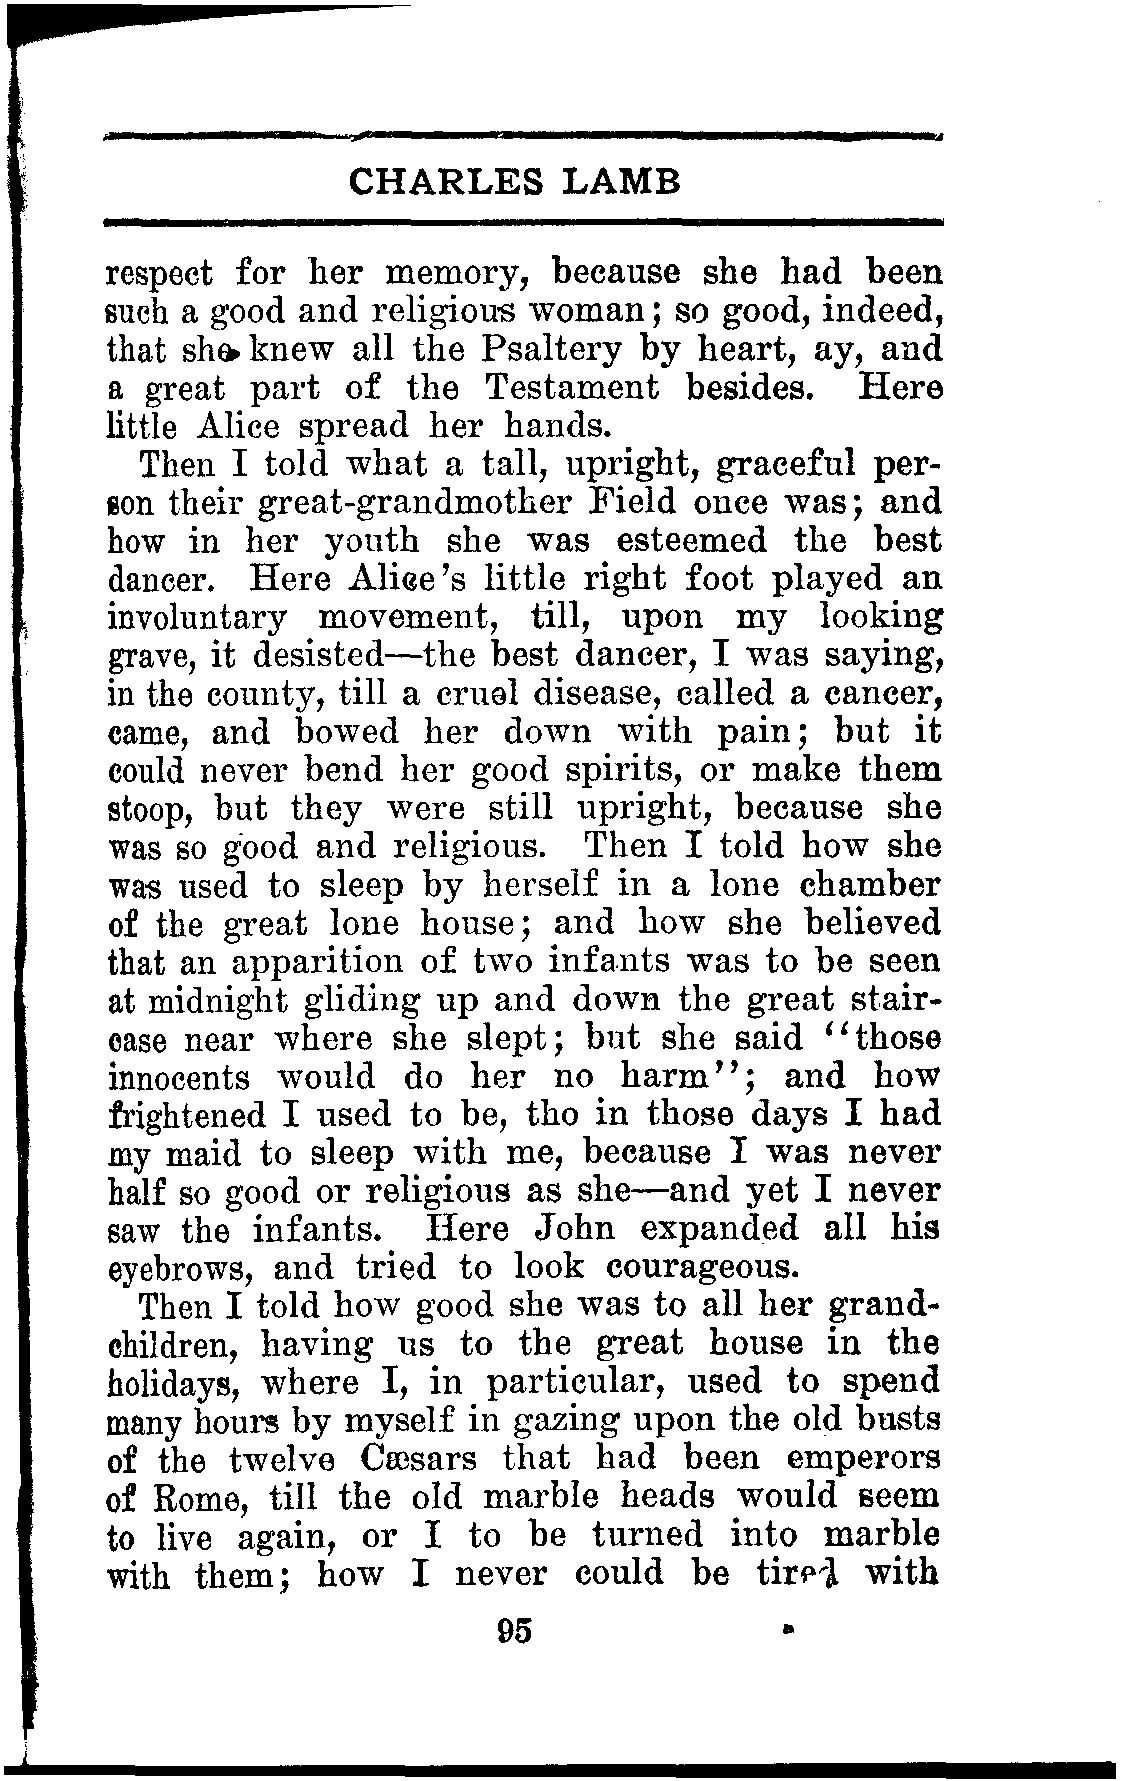 CHARLES LAMB
respect for her memory, because she had been
such a good and religious woman; so good, indeed,
that she knew all the Psaltery by heart, ay, and
a great part of the Testament besides. Here
little Alice spread her hands.
Then I told what a tall, upright, graceful per-
son their great-grandmother Field once was; and
how in her youth she was esteemed the best
dancer. Here Alice's little right foot played an
involuntary movement, till, upon my looking
grave, it desisted—the best dancer, I was saying,
in the county, till a cruel disease, called a cancer,
came, and bowed her down with pain; but it
could never bend her good spirits, or make them
stoop, but they were still upright, because she
was so good and religious. Then I told how she
was used to sleep by herself in a lone chamber
of the great lone house; and how she believed
that an apparition of two infants was to be seen
at midnight gliding up and down the great stair-
case near where she slept; but she said "those
innocents would do her no harm"; and how
frightened I used to be, tho in those days I had
my maid to sleep with me, because I was never
half so good or religious as she—and yet I never
saw the infants. Here John expanded all his
eyebrows, and tried to look courageous.
Then I told how good she was to all her grand-
children, having us to the great house in the
holidays, where I, in particular, used to spend
many hours by myself in gazing upon the old busts
of the twelve Cæsars that had been emperors
of Rome, till the old marble heads would seem
to live again, or I to be turned into marble
with them; how I never could be tired with
95